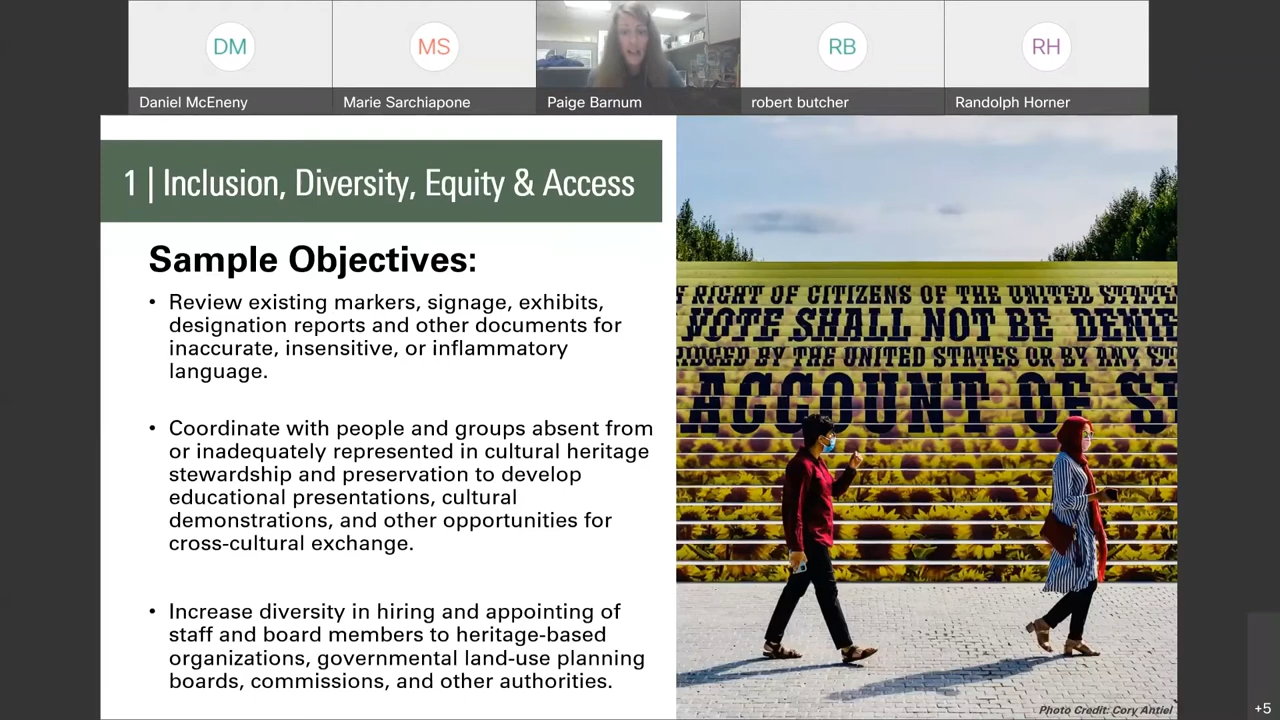 DM
MS
RB
RH
Daniel McEneny
Marie Sarchiapone
Paige Barnum
robert butcher
Randolph Horner
1 | Inclusion, Diversity, Equity & Access
Sample Objectives:
• Review existing markers, signage, exhibits,
designation reports and other documents for
inaccurate, insensitive, or inflammatory
language.
• Coordinate with people and groups absent from
or inadequately represented in cultural heritage
stewardship and preservation to develop
educational presentations, cultural
demonstrations, and other opportunities for
cross-cultural exchange.
• Increase diversity in hiring and appointing of
staff and board members to heritage-based
organizations, governmental land-use planning
boards, commissions, and other authorities.
RIGHT OF CITIZENS OF THE UNITED STATE
VOTE SHALL NOT BE DENIE
DGED BY THE UNITED STATES OR BY ANY ST
ACCOUNT OF S
Photo Credit: Cory Antiel
+5